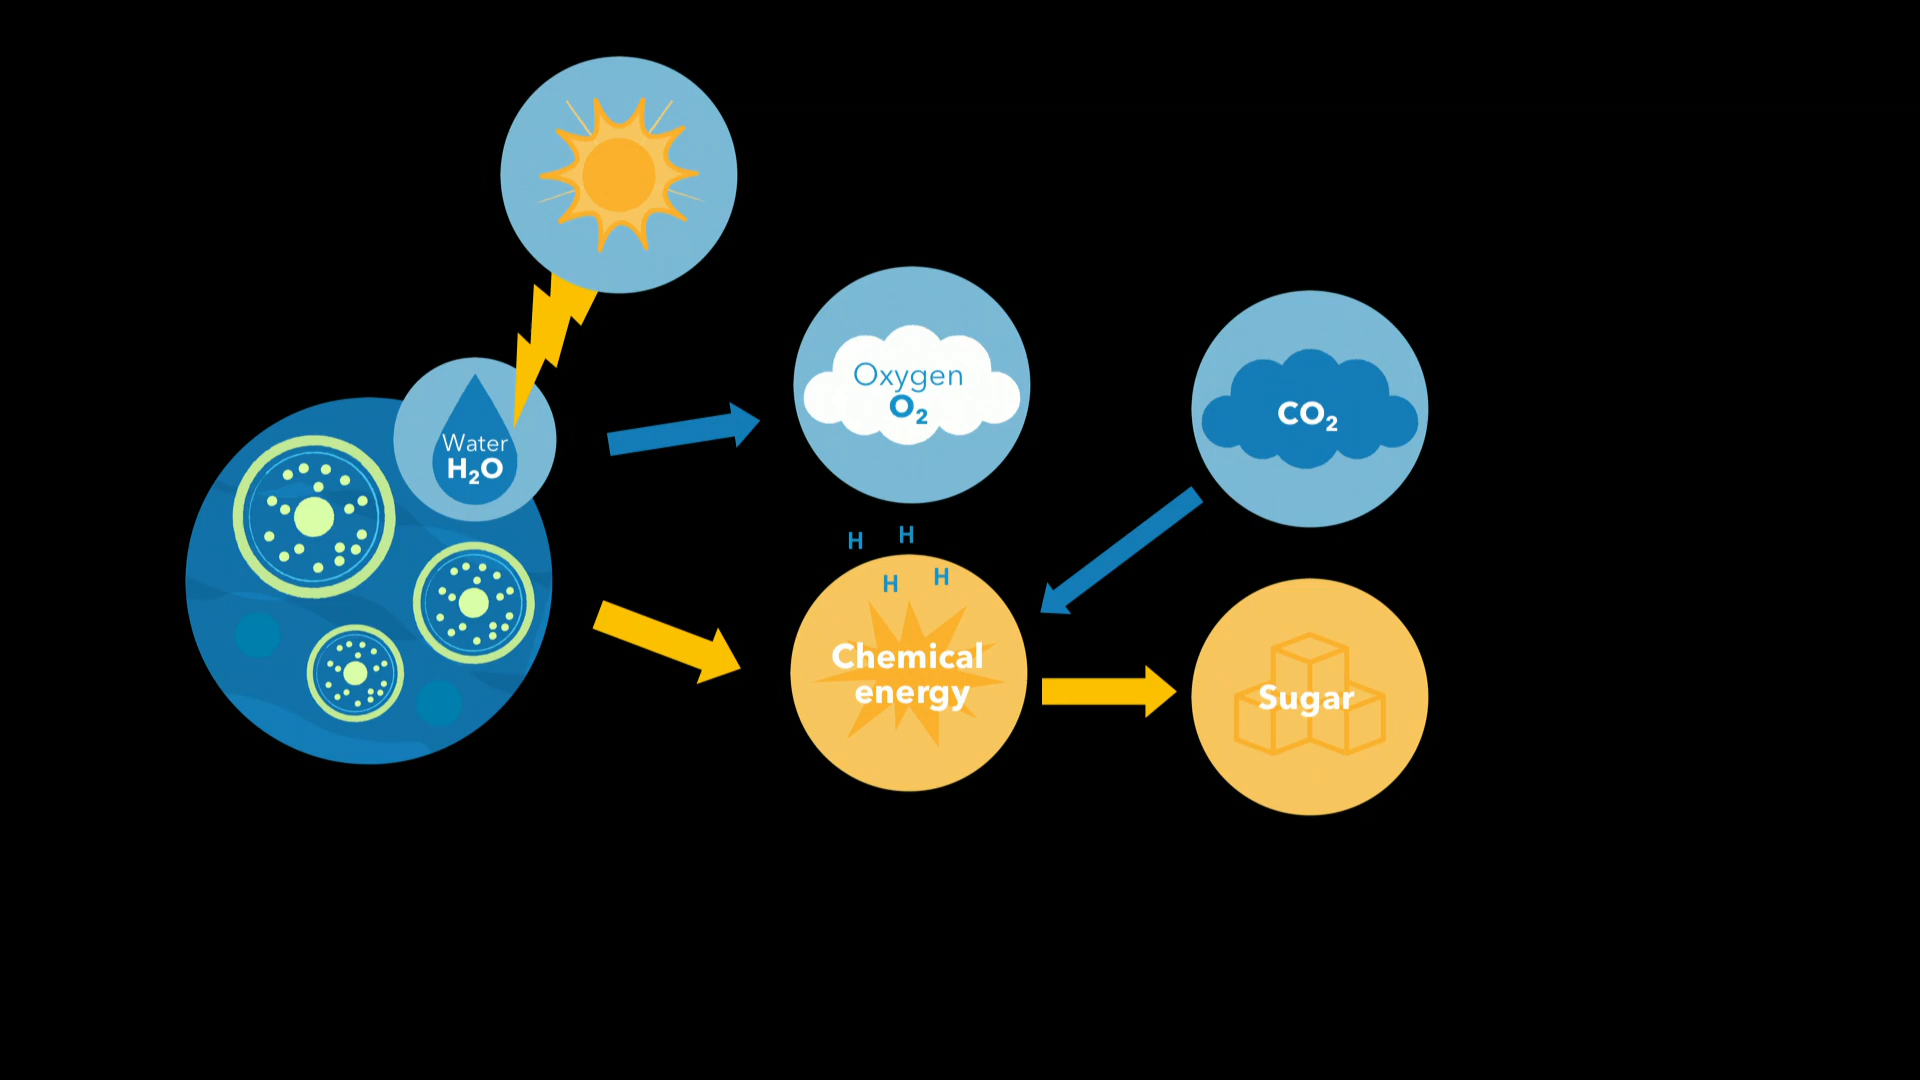 Water
H₂O
Oxygen
O₂
CO₂
H H
H H
Chemical
energy
Sugar